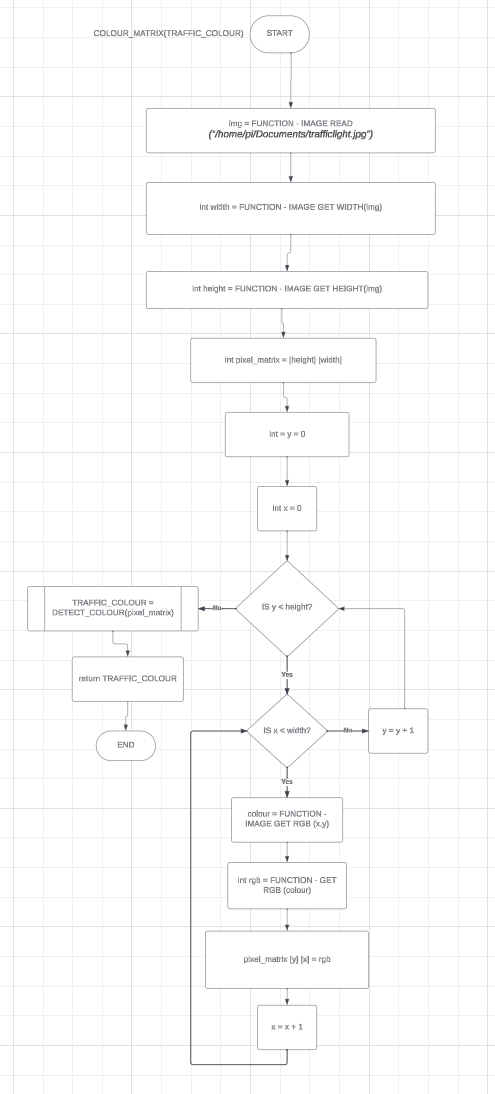 COLOUR_MATRIX(TRAFFIC_COLOUR)
START
img = FUNCTION - IMAGE READ
("/home/pi/Documents/trafficlight.jpg")
int width = FUNCTION - IMAGE GET WIDTH(img)
int height = FUNCTION - IMAGE GET HEIGHT(img)
int pixel_matrix = [height] [width]
int = y = 0
int x = 0
IS y < height?
No
TRAFFIC_COLOUR =
DETECT_COLOUR(pixel_matrix)
return TRAFFIC_COLOUR
END
Yes
IS x < width?
No
y = y + 1
Yes
colour = FUNCTION -
IMAGE GET RGB (x,y)
int rgb = FUNCTION - GET
RGB (colour)
pixel_matrix [y] [x] = rgb
x = x + 1